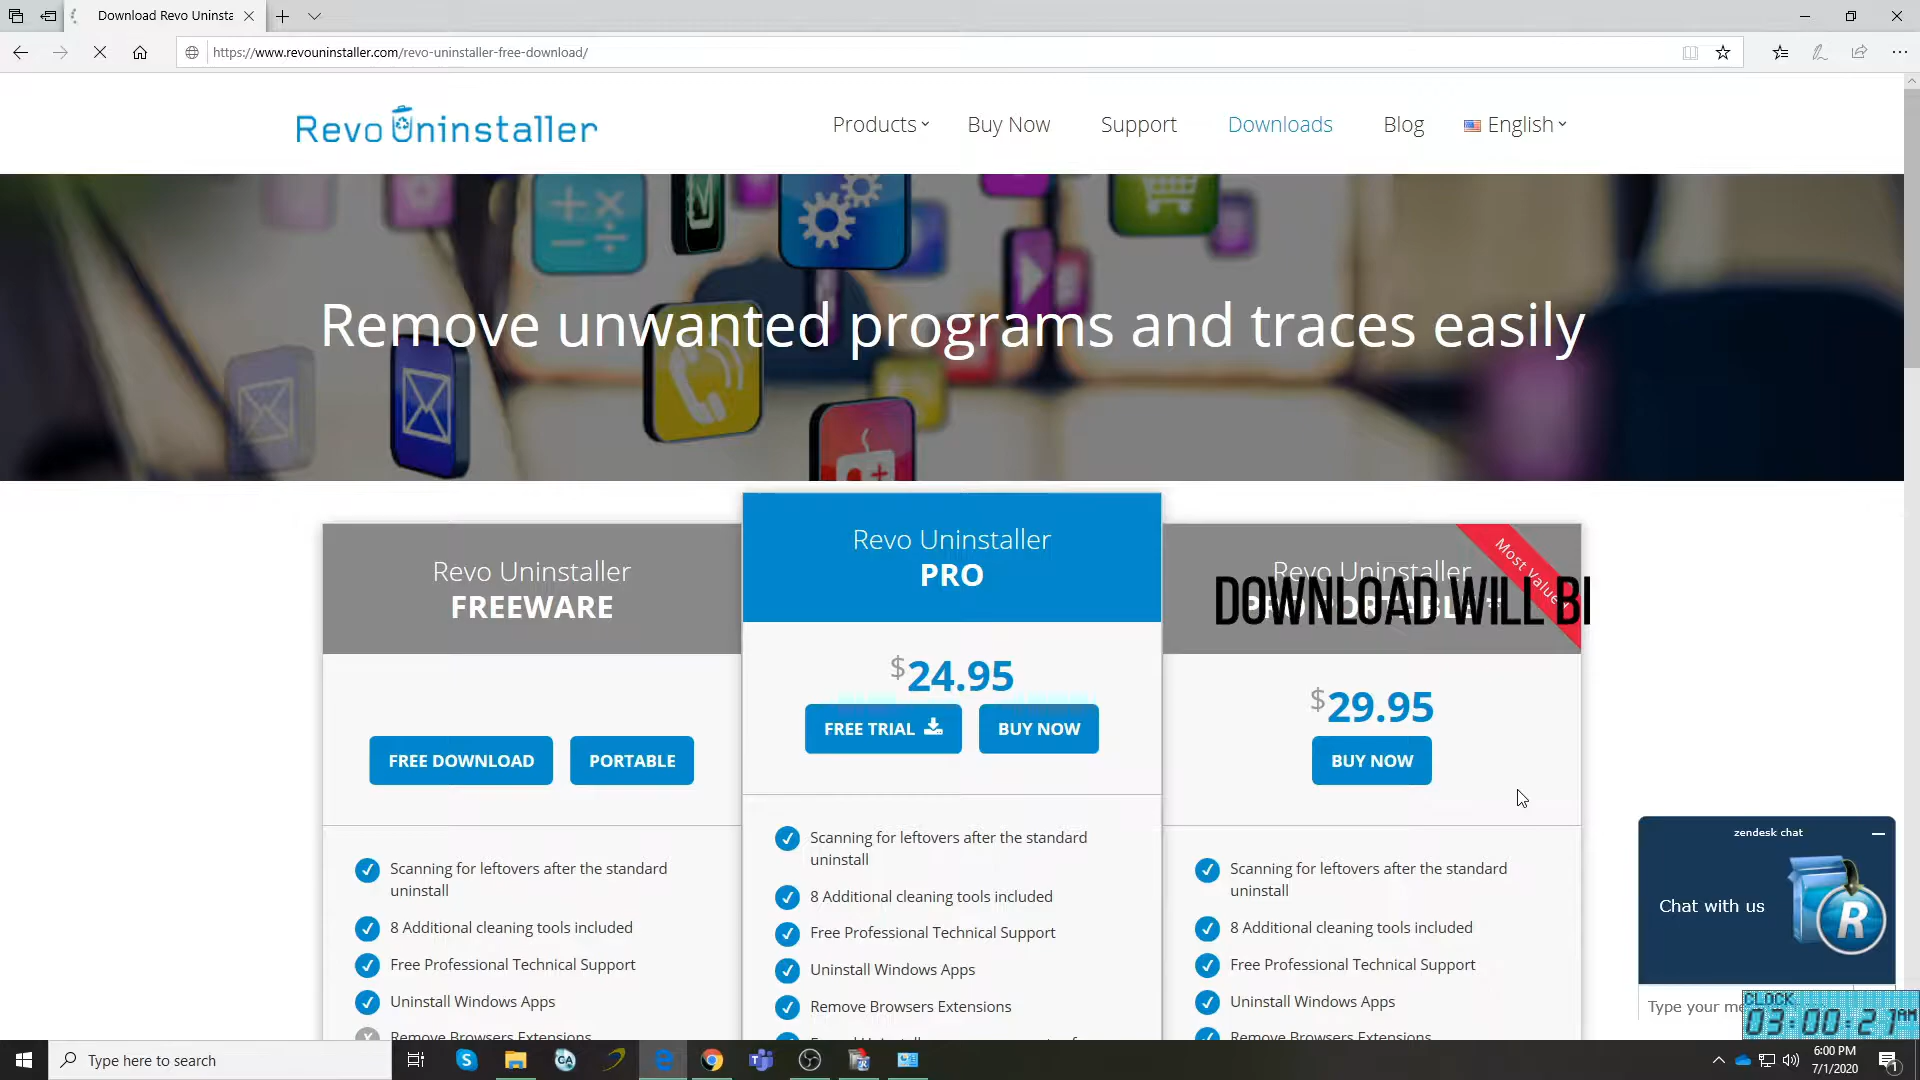 Download Revo Uninsta
https://www.revouninstaller.com/revo-uninstaller-free-download/
Revo Uninstaller
Products
Buy Now
Support
Downloads
Blog
English
Remove unwanted programs and traces easily
Revo Uninstaller
FREEWARE
FREE DOWNLOAD
PORTABLE
Scanning for leftovers after the standard
uninstall
8 Additional cleaning tools included
Free Professional Technical Support
Uninstall Windows Apps
Remove Browsers Extensions
Revo Uninstaller
PRO
$24.95
FREE TRIAL
BUY NOW
Scanning for leftovers after the standard
uninstall
8 Additional cleaning tools included
Free Professional Technical Support
Uninstall Windows Apps
Remove Browsers Extensions
Revo Uninstaller
PRO PORTABLE *
Most Value
DOWNLOAD WILL BE
$29.95
BUY NOW
Scanning for leftovers after the standard
uninstall
8 Additional cleaning tools included
Free Professional Technical Support
Uninstall Windows Apps
Remove Browsers Extensions
zendesk chat
Chat with us
R
Type your me
CLOCK
03:00:27 AM
Type here to search
6:00 PM
7/1/2020
1